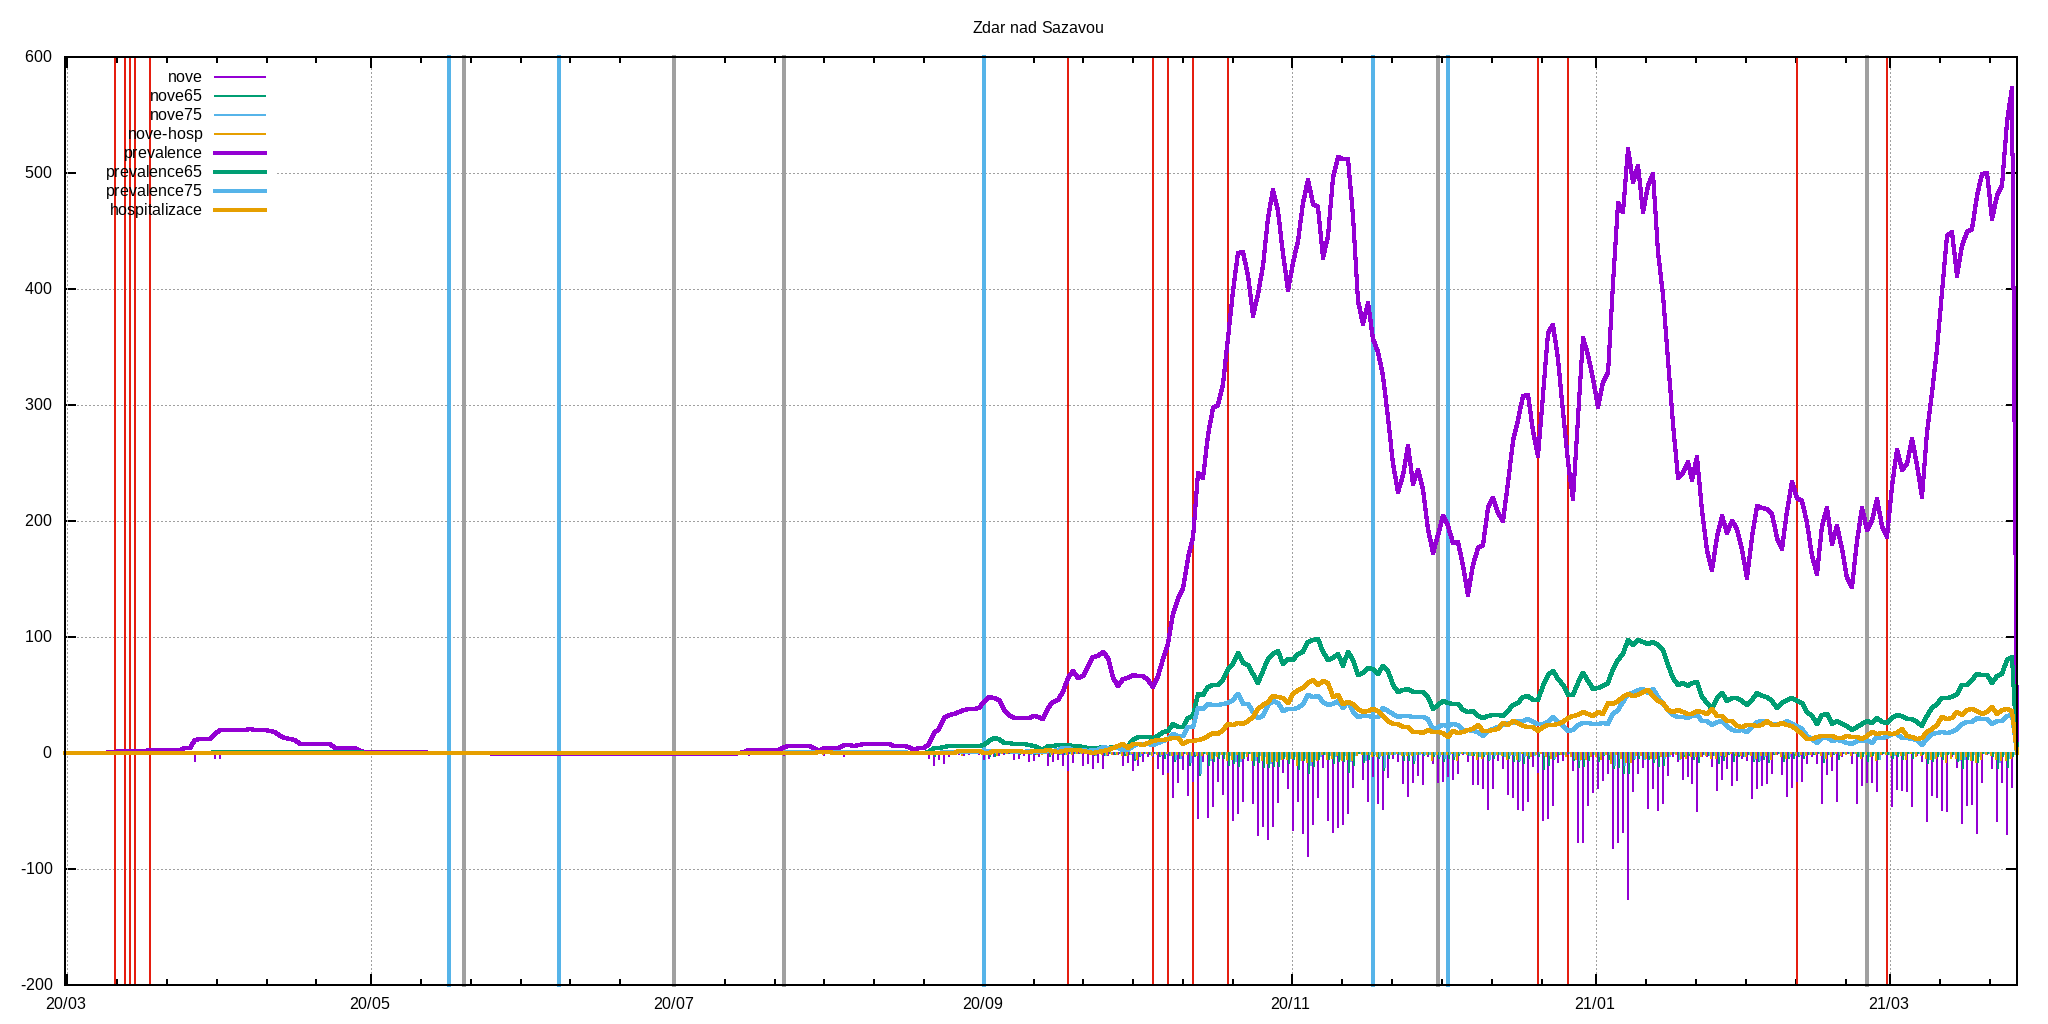 Zdar nad Sazavou
600
500
400
300
200
100
0
-100
-200
nove
nove65
nove75
nove-hosp
prevalence
prevalence65
prevalence75
hospitalizace
20/03 20/05 20/07 20/09 20/11 21/01 21/03